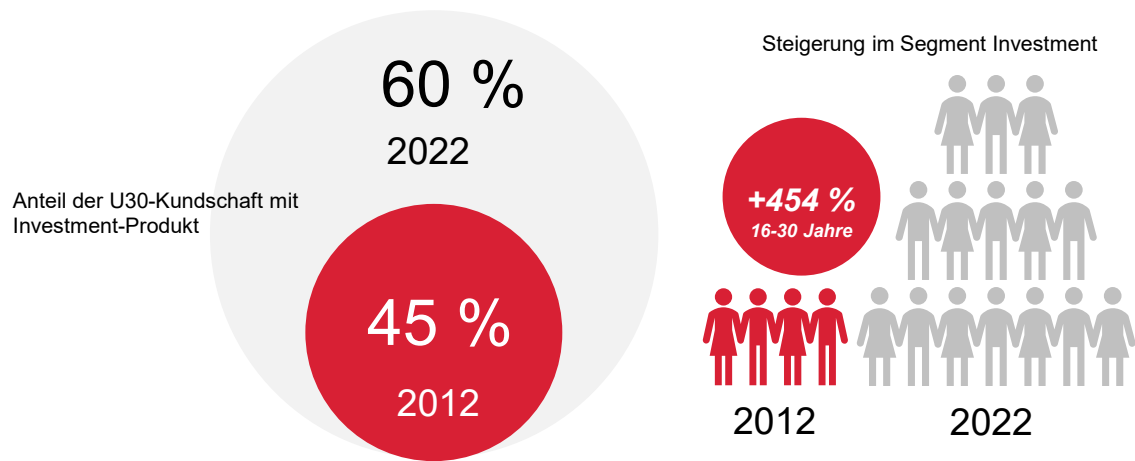 60 %
2022
Anteil der U30-Kundschaft mit
Investment-Produkt
45 %
2012
Steigerung im Segment Investment
+454 %
16-30 Jahre
2012
2022